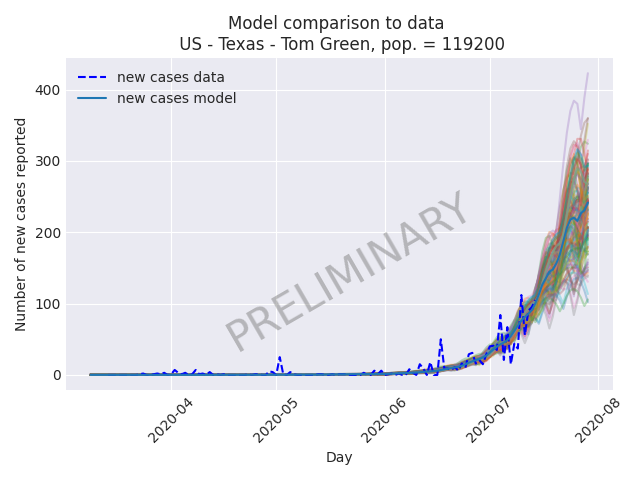 Model comparison to data
US - Texas - Tom Green, pop. = 119200
new cases data
new cases model
Number of new cases reported
400
300
200
100
0
PRELIMINARY
2020-04
2020-05
2020-06
2020-07
2020-08
Day